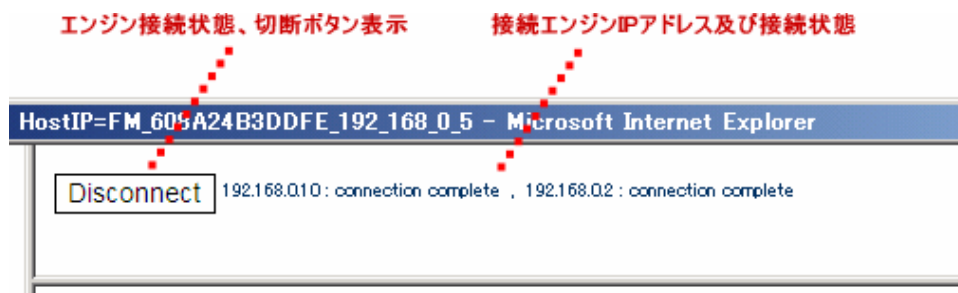 エンジン接続状態、切断ボタン表示
接続エンジンIPアドレス及び接続状態
HostIP=FM_609A24B3DDFE_192_168_0_5 - Microsoft Internet Explorer
Disconnect
192.168.0.10 : connection complete , 192.168.0.2 : connection complete